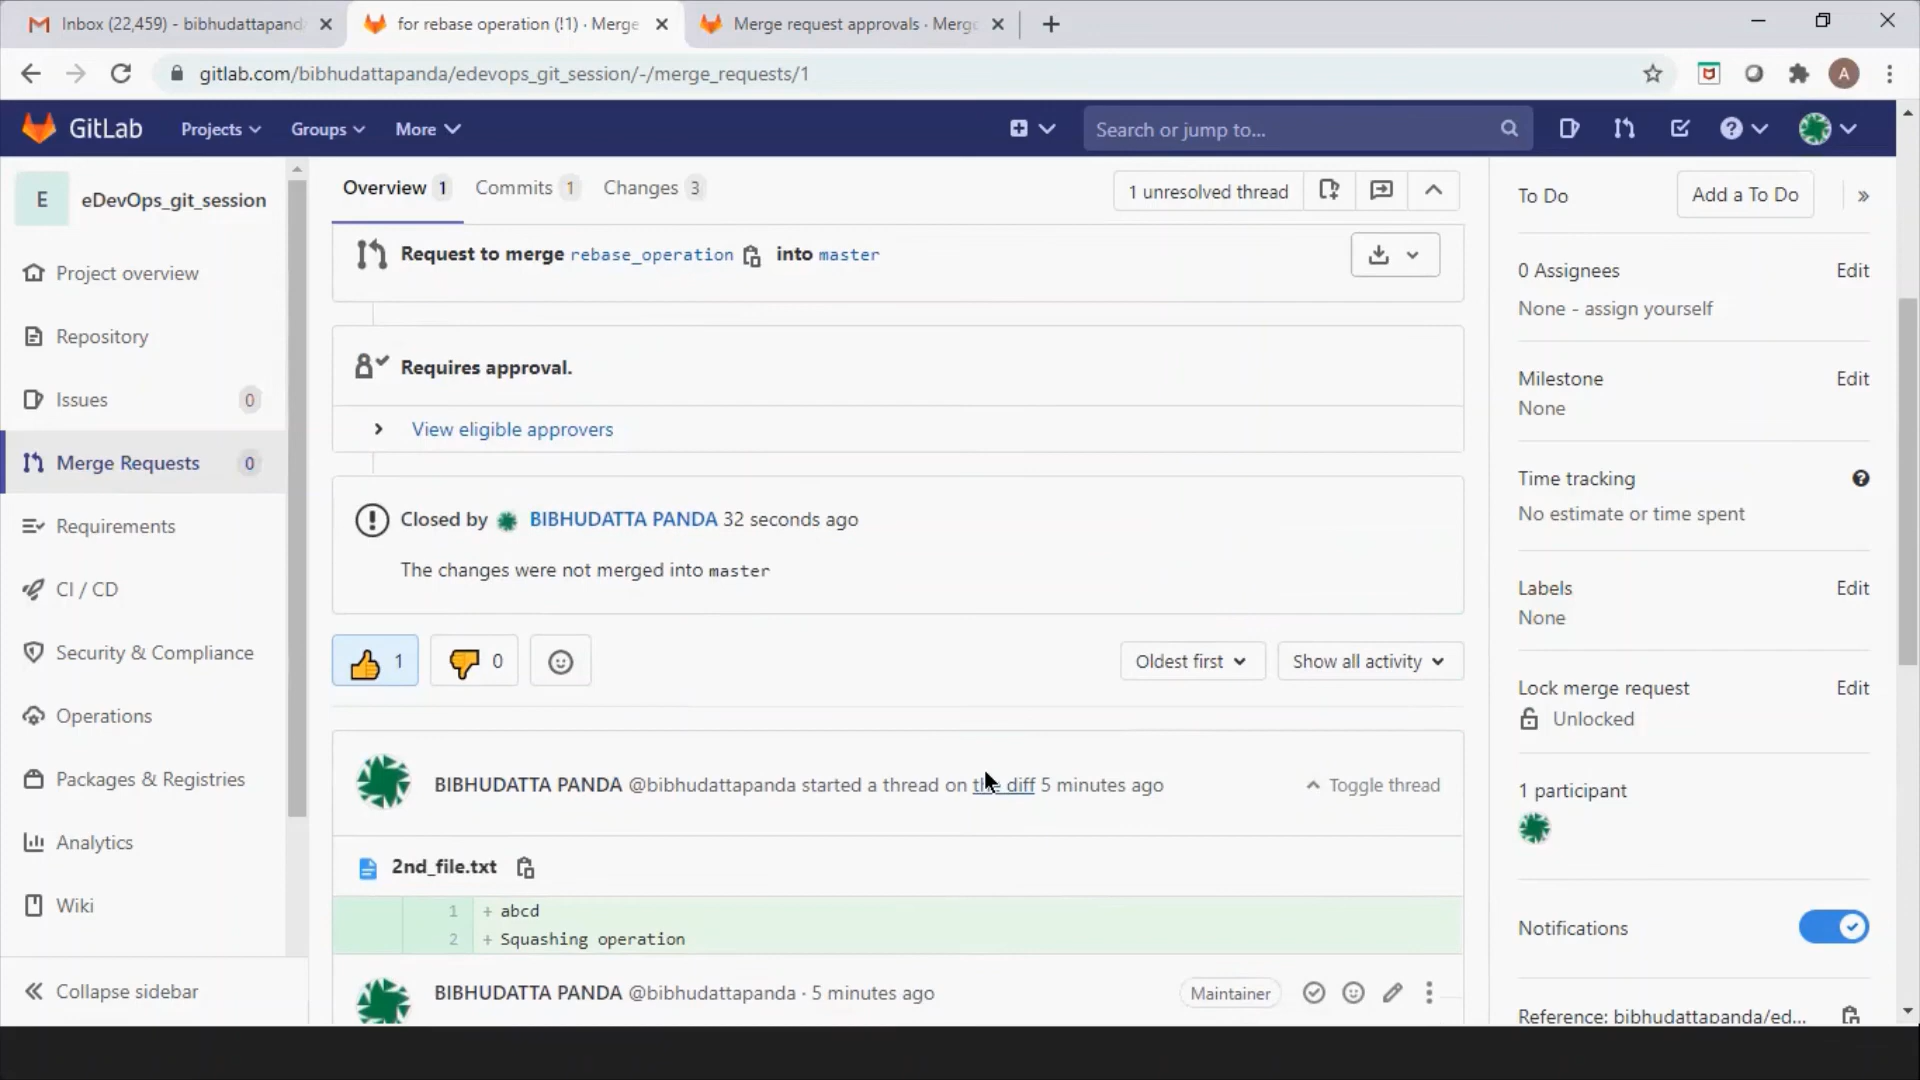 Inbox (22,459) - bibhudattapand
for rebase operation (!1) · Merge
Merge request approvals · Merge
gitlab.com/bibhudattapanda/edevops_git_session/-/merge_requests/1
A
GitLab
Projects
Groups
More
Search or jump to...
E
eDevOps_git_session
Project overview
Repository
Issues 0
Merge Requests 0
Requirements
CI / CD
Security & Compliance
Operations
Packages & Registries
Analytics
Wiki
Collapse sidebar
Overview 1
Commits 1
Changes 3
1 unresolved thread
Request to merge rebase_operation into master
Requires approval.
View eligible approvers
Closed by BIBHUDATTA PANDA 32 seconds ago
The changes were not merged into master
1
0
Oldest first
Show all activity
BIBHUDATTA PANDA @bibhudattapanda started a thread on the diff 5 minutes ago
Toggle thread
2nd_file.txt
1 + abcd
2 + Squashing operation
BIBHUDATTA PANDA @bibhudattapanda · 5 minutes ago
Maintainer
To Do
Add a To Do
0 Assignees
Edit
None - assign yourself
Milestone
Edit
None
Time tracking
No estimate or time spent
Labels
Edit
None
Lock merge request
Edit
Unlocked
1 participant
Notifications
Reference: bibhudattapanda/ed...